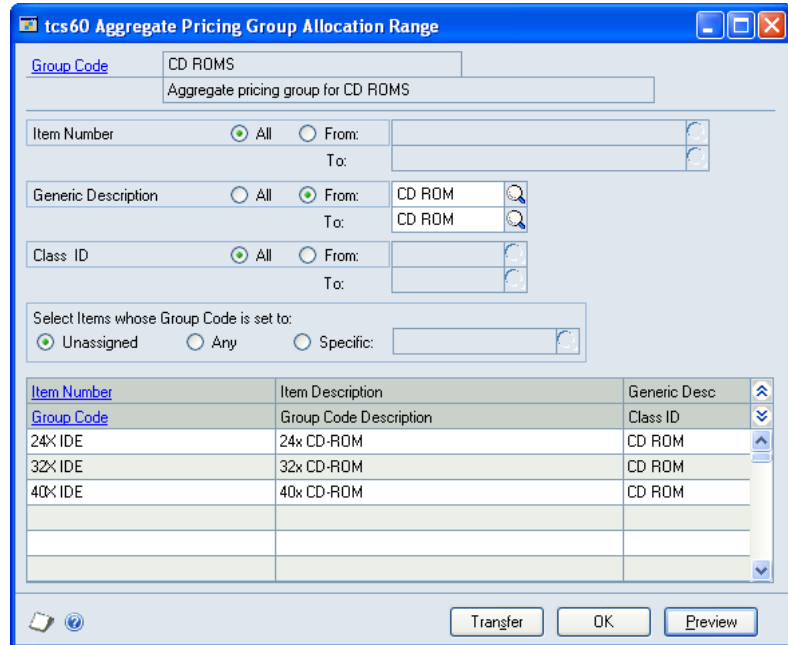 tcs60 Aggregate Pricing Group Allocation Range
Group Code CD ROMS
Aggregate pricing group for CD ROMS
Item Number All From:
To:
Generic Description All From: CD ROM
To: CD ROM
Class ID All From:
To:
Select Items whose Group Code is set to:
Unassigned Any Specific:
Item Number Item Description Generic Desc
Group Code Group Code Description Class ID
24X IDE 24x CD-ROM CD ROM
32X IDE 32x CD-ROM CD ROM
40X IDE 40x CD-ROM CD ROM
Transfer OK Preview